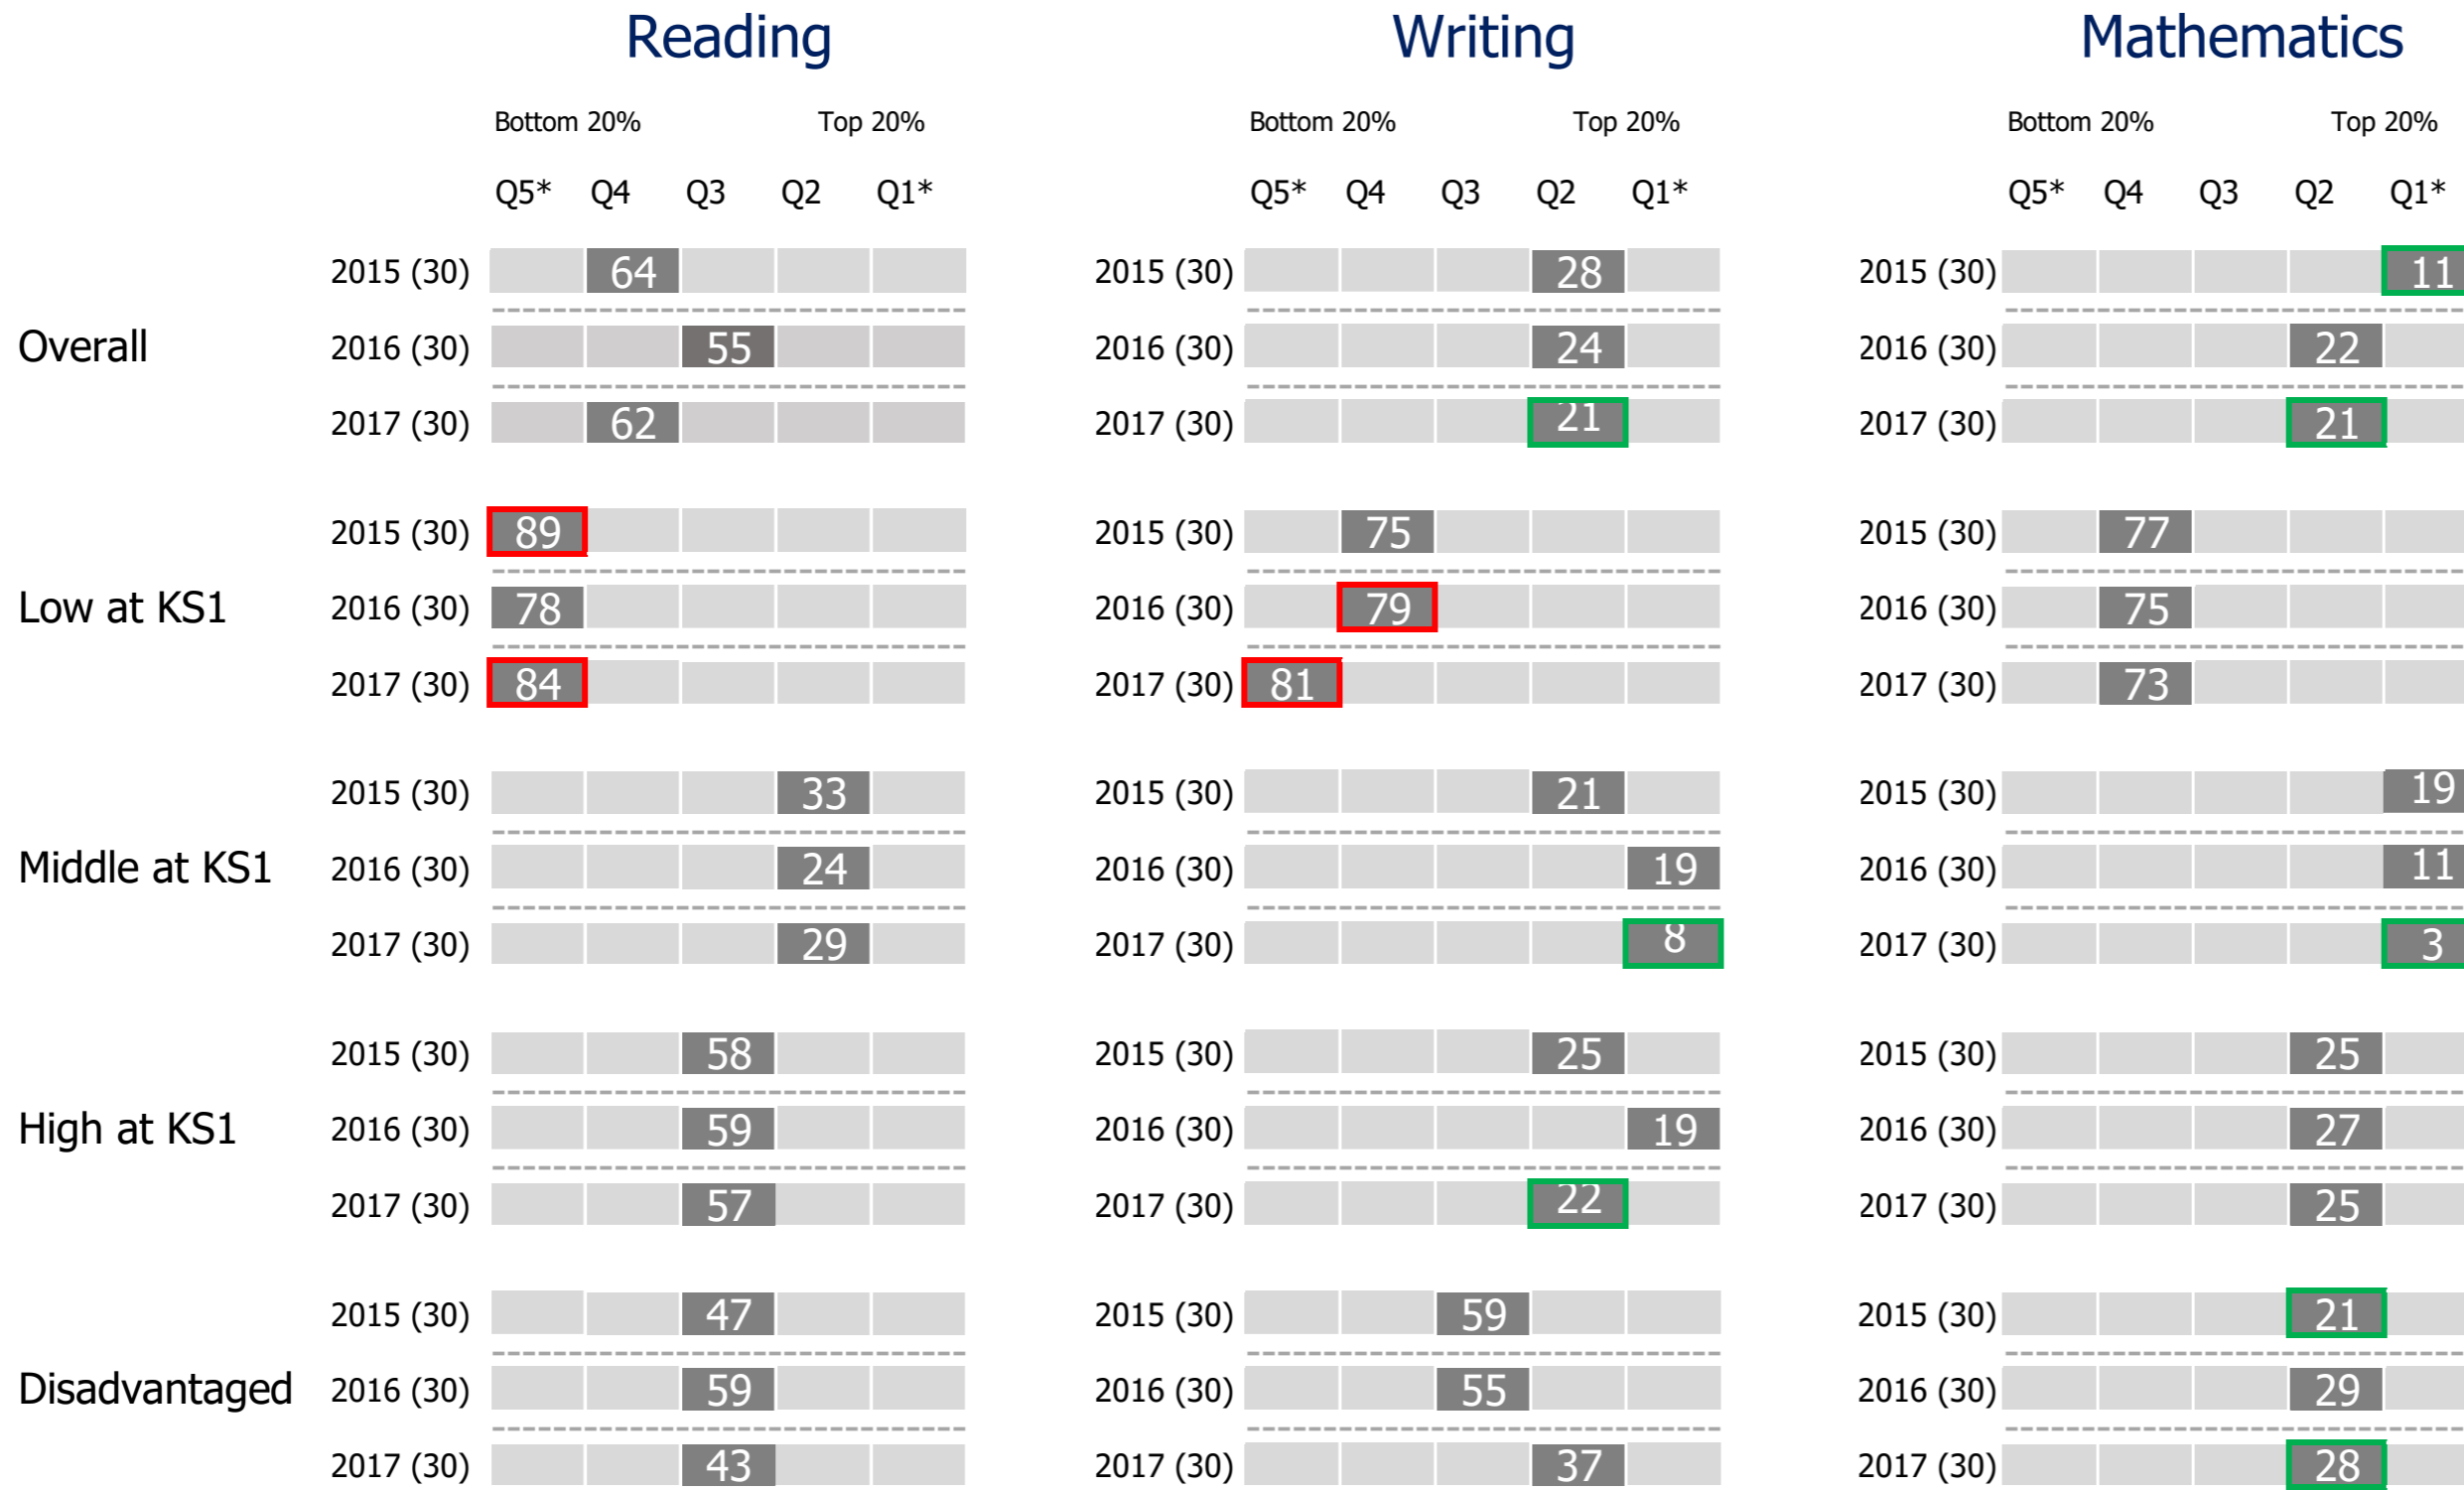 Reading Writing Mathematics
Bottom 20% Top 20% Bottom 20% Top 20% Bottom 20% Top 20%
Q5* Q4 Q3 Q2 Q1* Q5* Q4 Q3 Q2 Q1* Q5* Q4 Q3 Q2 Q1*
2015 (30) 64 2015 (30) 28 2015 (30) 11
Overall 2016 (30) 55 2016 (30) 24 2016 (30) 22
2017 (30) 62 2017 (30) 21 2017 (30) 21
2015 (30) 89 2015 (30) 75 2015 (30) 77
Low at KS1 2016 (30) 78 2016 (30) 79 2016 (30) 75
2017 (30) 84 2017 (30) 81 2017 (30) 73
2015 (30) 33 2015 (30) 21 2015 (30) 19
Middle at KS1 2016 (30) 24 2016 (30) 19 2016 (30) 11
2017 (30) 29 2017 (30) 8 2017 (30) 3
2015 (30) 58 2015 (30) 25 2015 (30) 25
High at KS1 2016 (30) 59 2016 (30) 19 2016 (30) 27
2017 (30) 57 2017 (30) 22 2017 (30) 25
2015 (30) 47 2015 (30) 59 2015 (30) 21
Disadvantaged 2016 (30) 59 2016 (30) 55 2016 (30) 29
2017 (30) 43 2017 (30) 37 2017 (30) 28